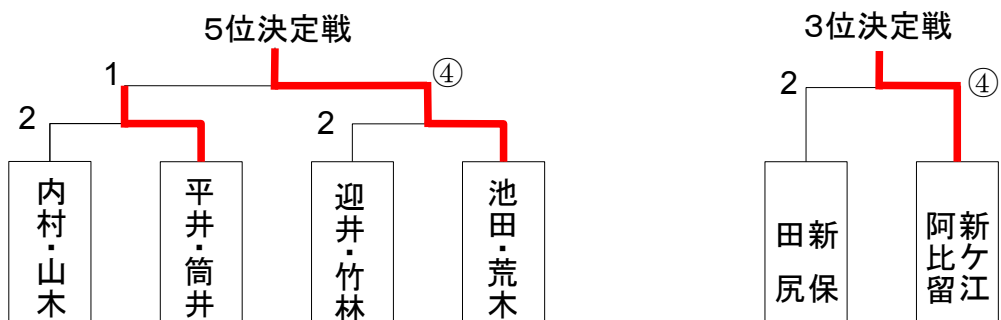 5位決定戦
3位決定戦
1
④
2
④
2
2
内村・山木
平井・筒井
迎井・竹林
池田・荒木
新保
田尻
新ケ江
阿比留